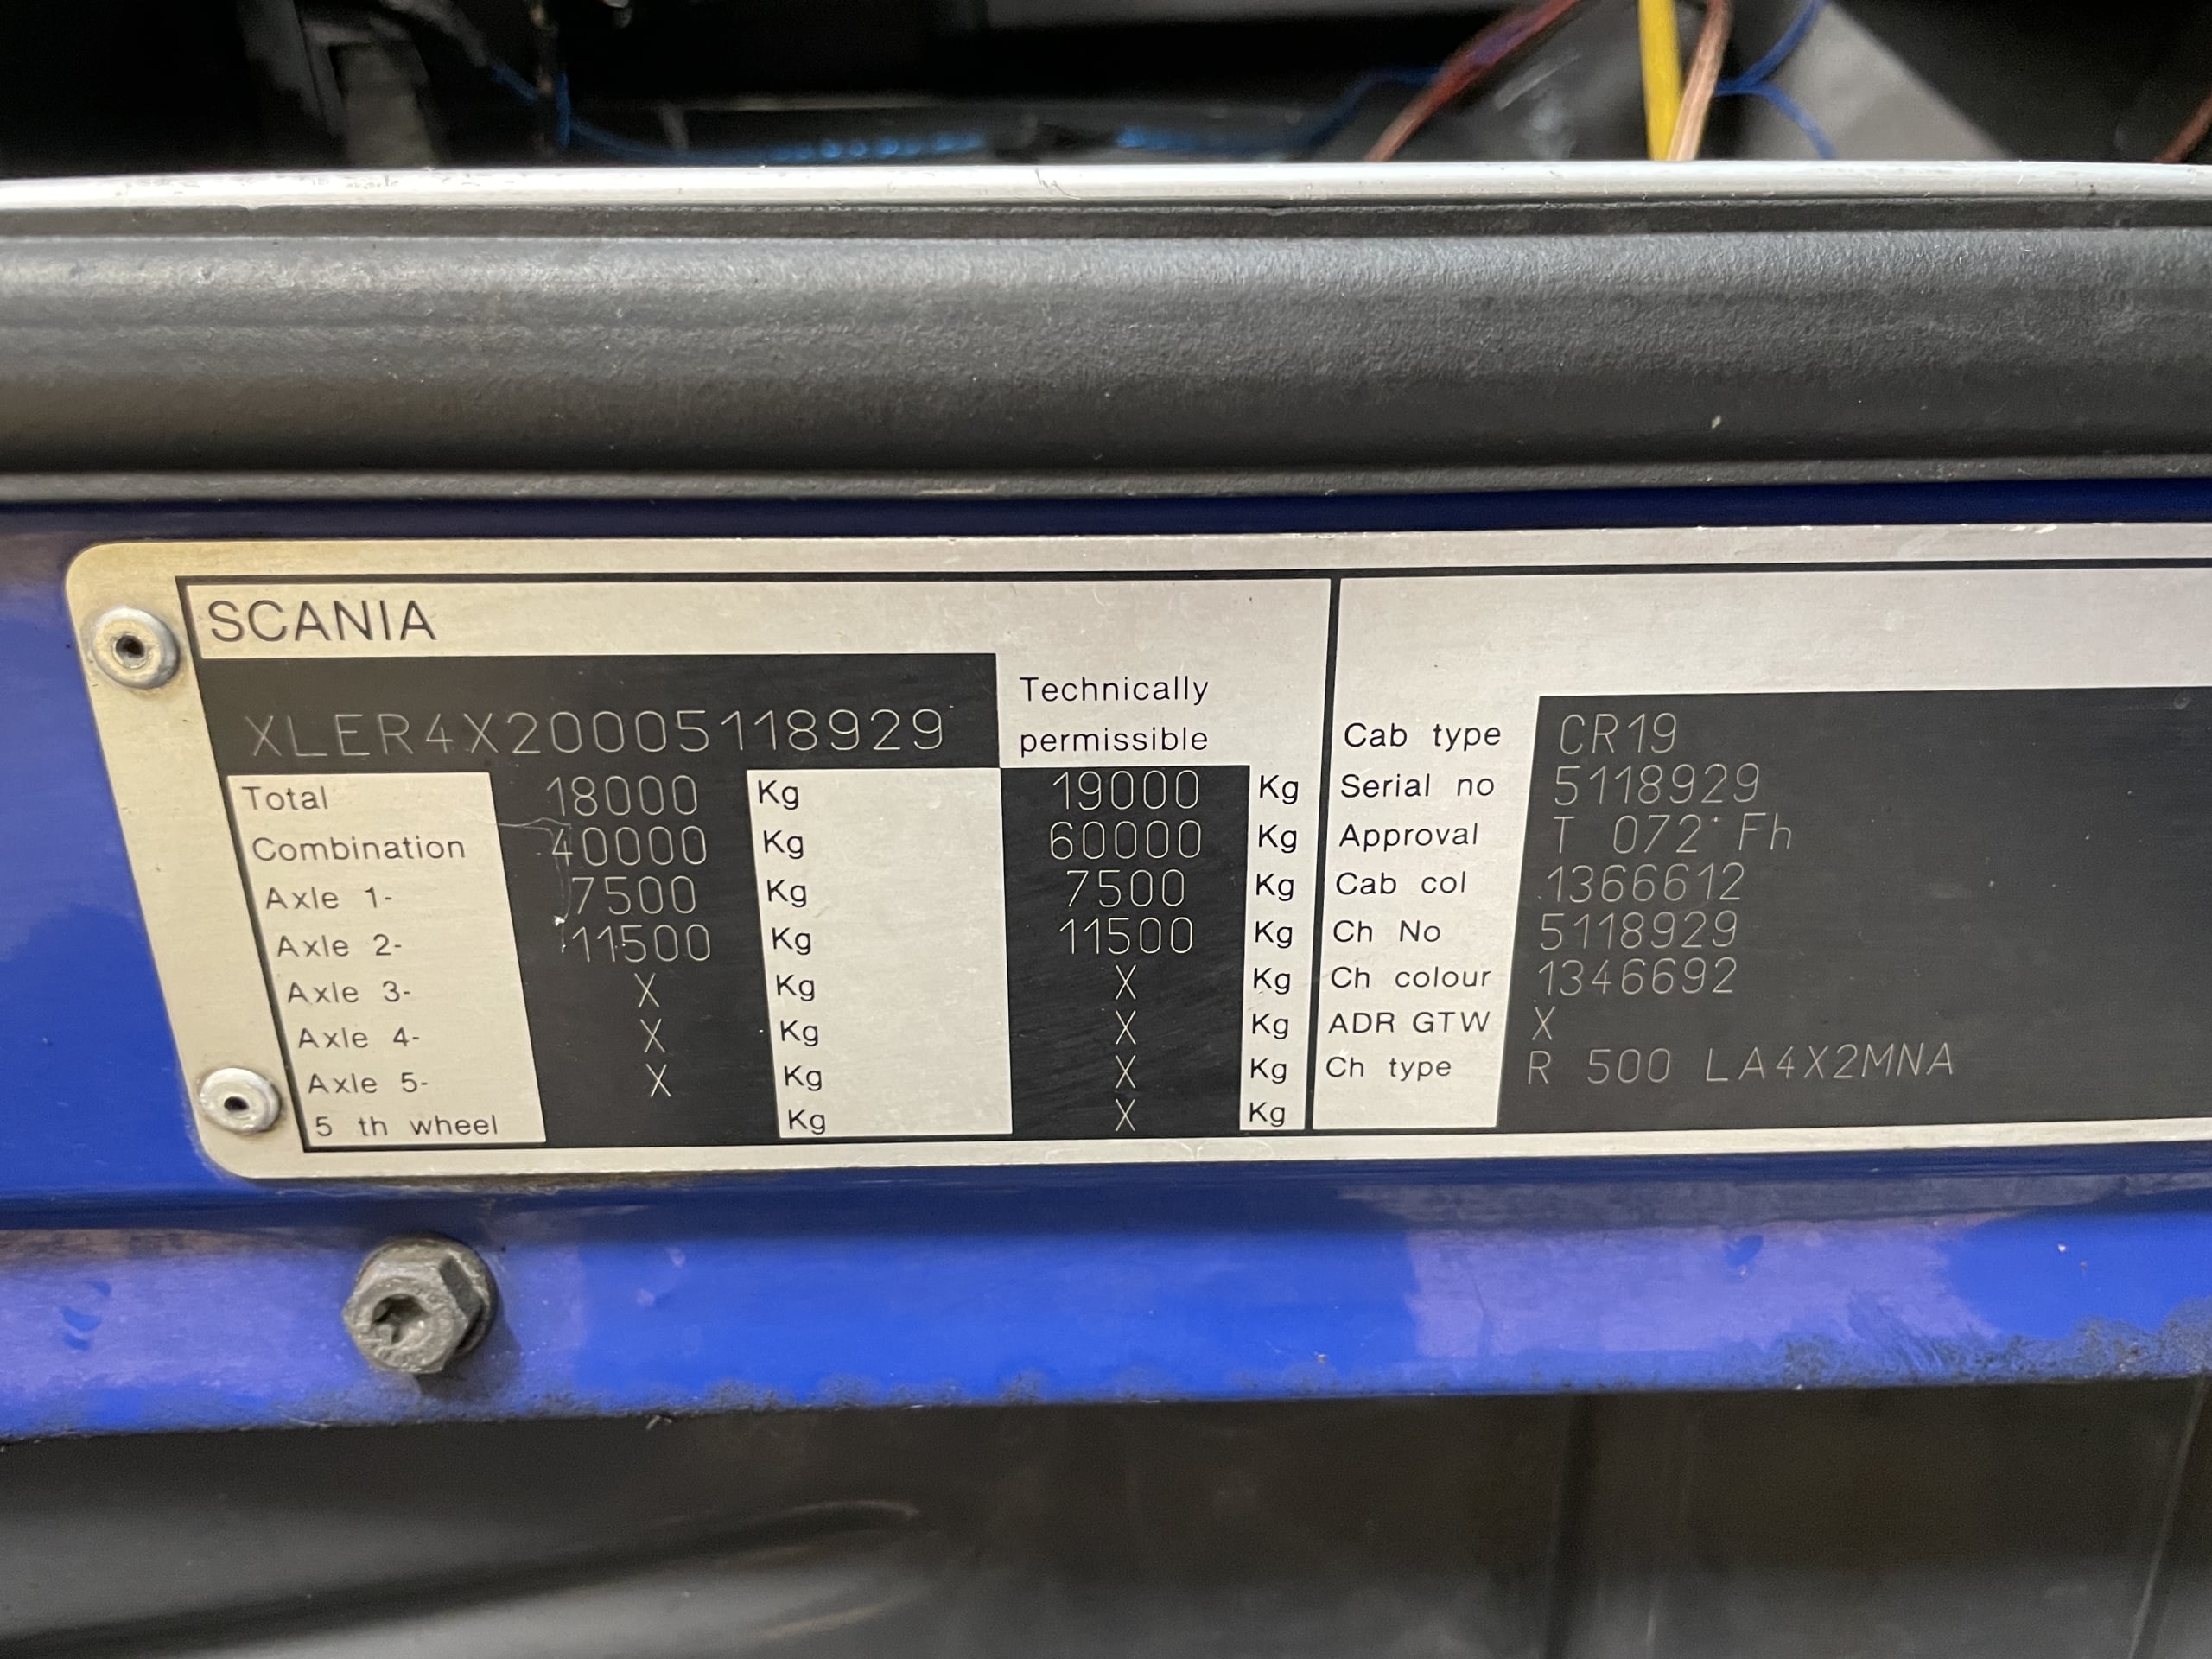 SCANIA
Technically
permissible
XLER4X20005118929
Total 18000 Kg 19000 Kg
Combination 40000 Kg 60000 Kg
Axle 1- 7500 Kg 7500 Kg
Axle 2- 11500 Kg 11500 Kg
Axle 3- X Kg X Kg
Axle 4- X Kg X Kg
Axle 5- X Kg X Kg
5 th wheel Kg X Kg
Cab type CR19
Serial no 5118929
Approval T 072* Fh
Cab col 1366612
Ch No 5118929
Ch colour 1346692
ADR GTW X
Ch type R 500 LA4X2MNA